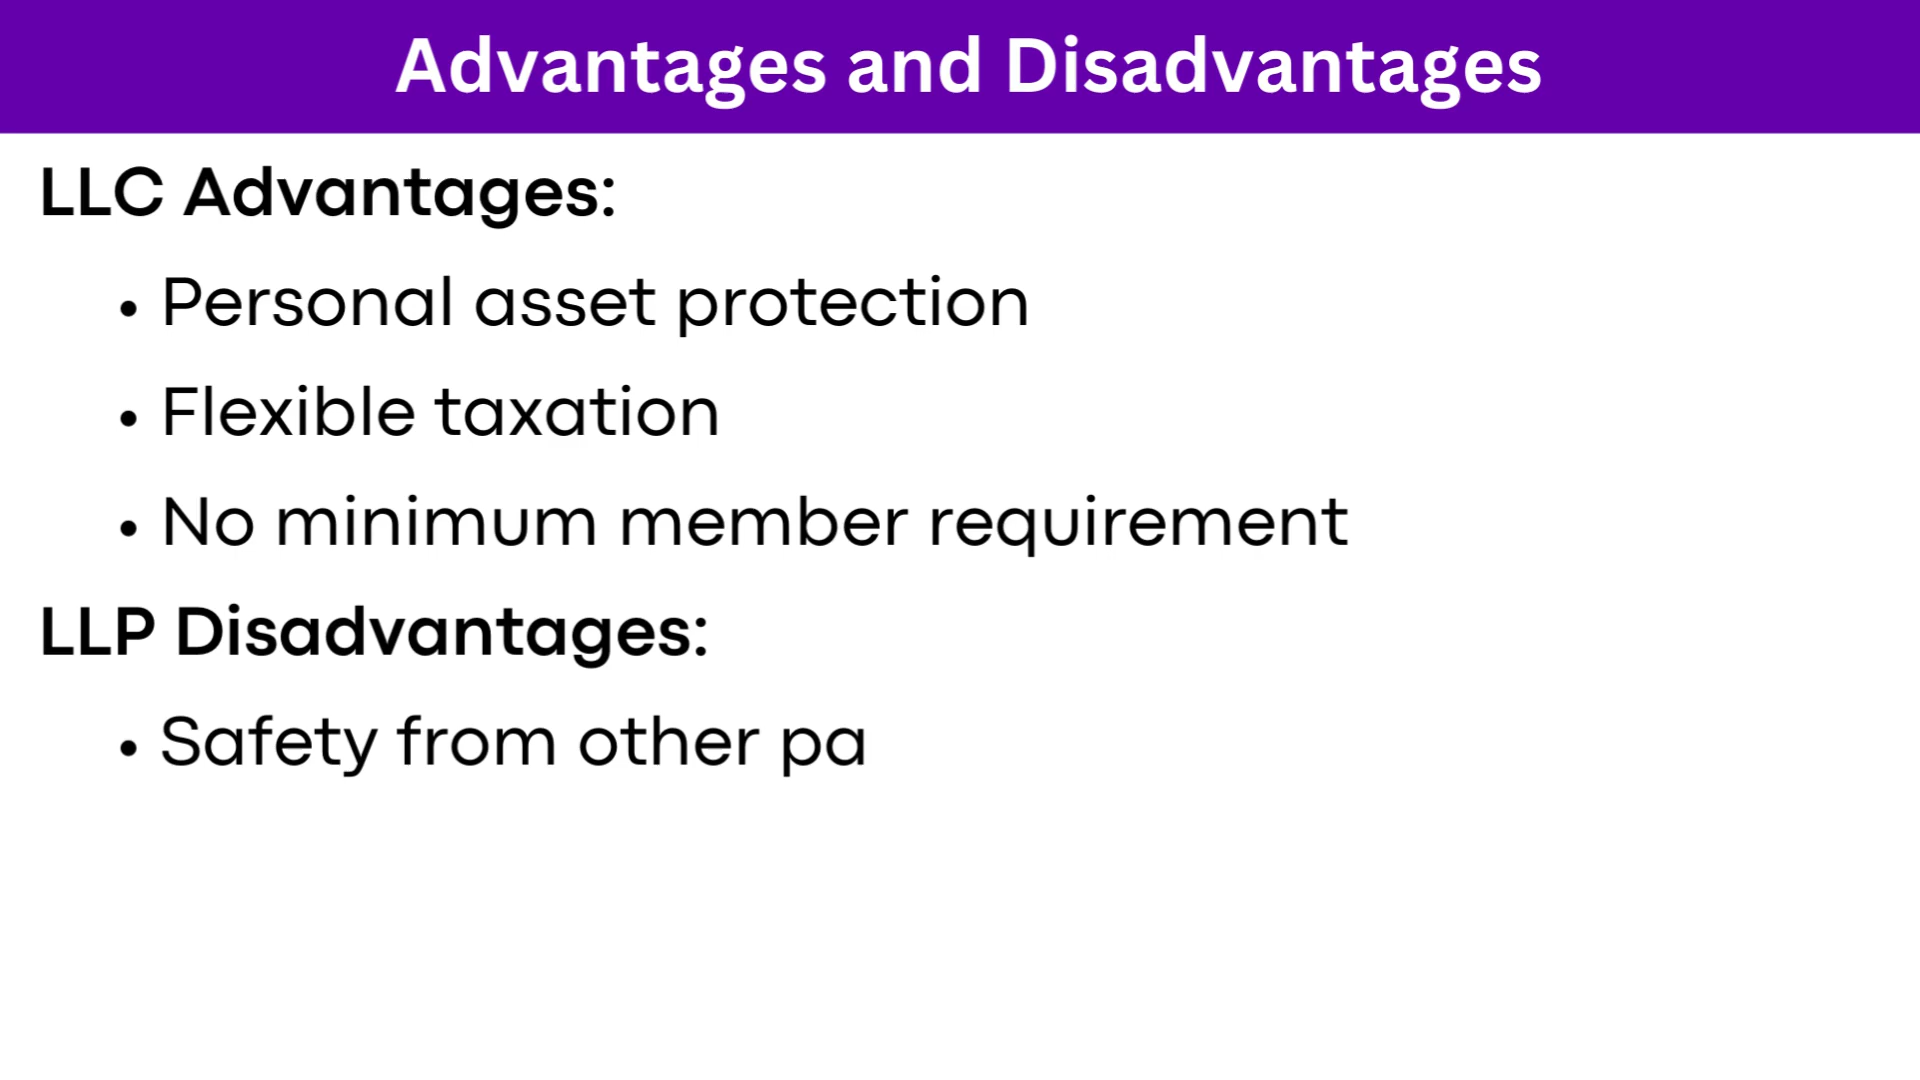 Advantages and Disadvantages
LLC Advantages:
• Personal asset protection
• Flexible taxation
• No minimum member requirement
LLP Disadvantages:
• Safety from other pa